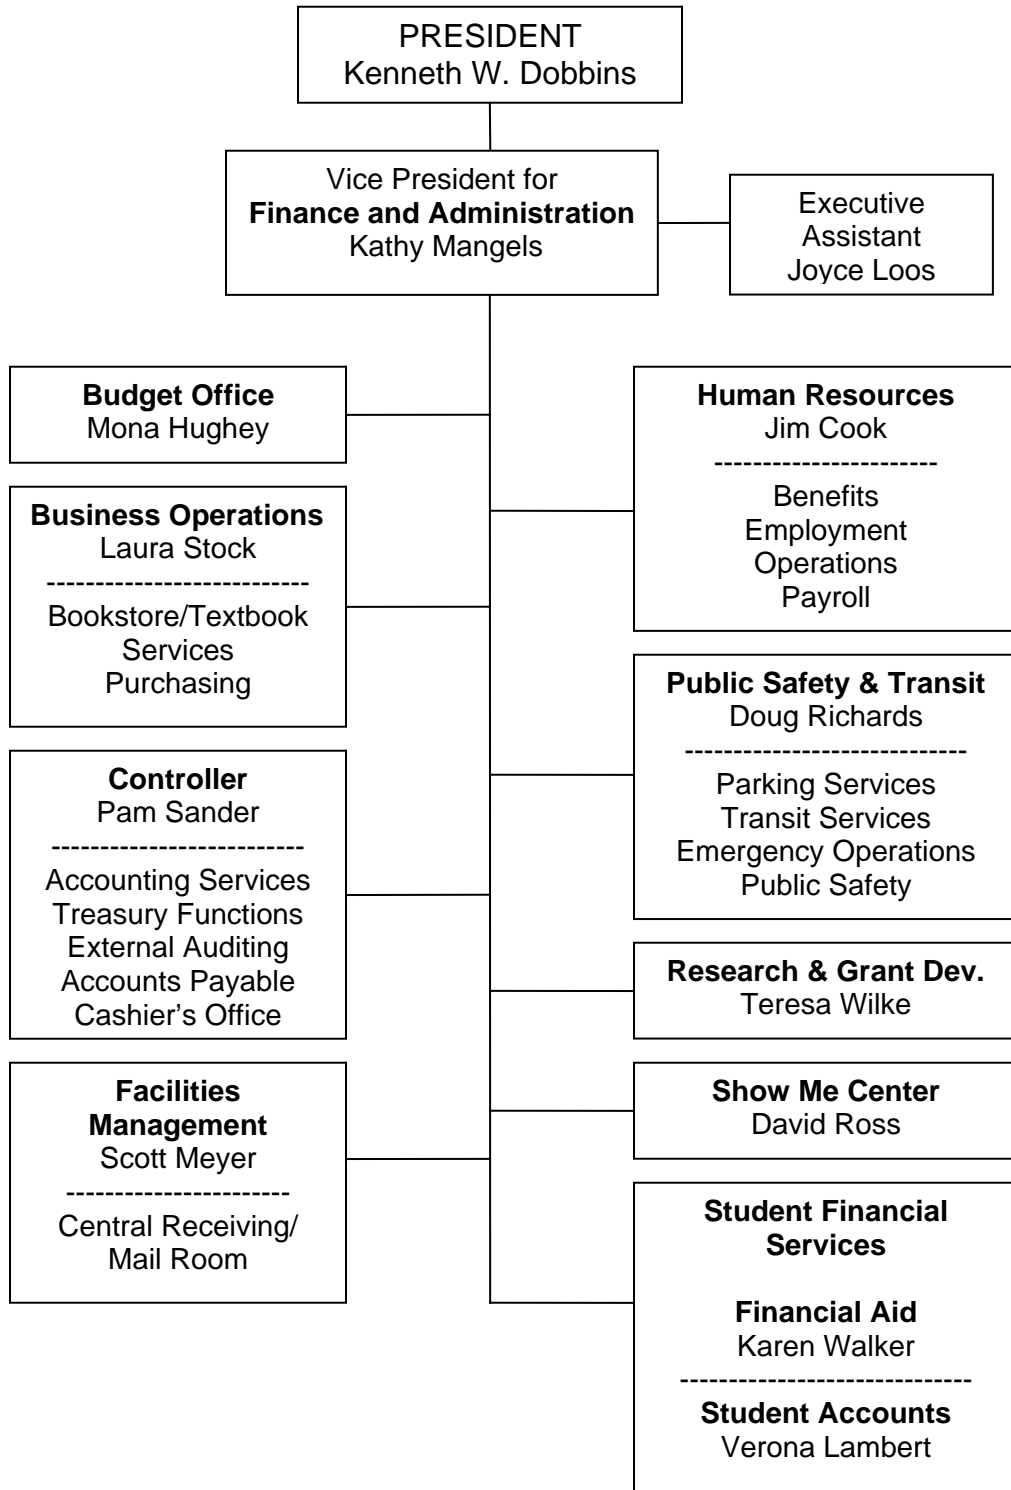 PRESIDENT
Kenneth W. Dobbins
Vice President for
Finance and Administration
Kathy Mangels
Executive
Assistant
Joyce Loos
Budget Office
Mona Hughey
Business Operations
Laura Stock
---------------------------
Bookstore/Textbook
Services
Purchasing
Controller
Pam Sander
--------------------------
Accounting Services
Treasury Functions
External Auditing
Accounts Payable
Cashier’s Office
Facilities
Management
Scott Meyer
-----------------------
Central Receiving/
Mail Room
Human Resources
Jim Cook
-----------------------
Benefits
Employment
Operations
Payroll
Public Safety & Transit
Doug Richards
-----------------------------
Parking Services
Transit Services
Emergency Operations
Public Safety
Research & Grant Dev.
Teresa Wilke
Show Me Center
David Ross
Student Financial
Services
Financial Aid
Karen Walker
------------------------------
Student Accounts
Verona Lambert